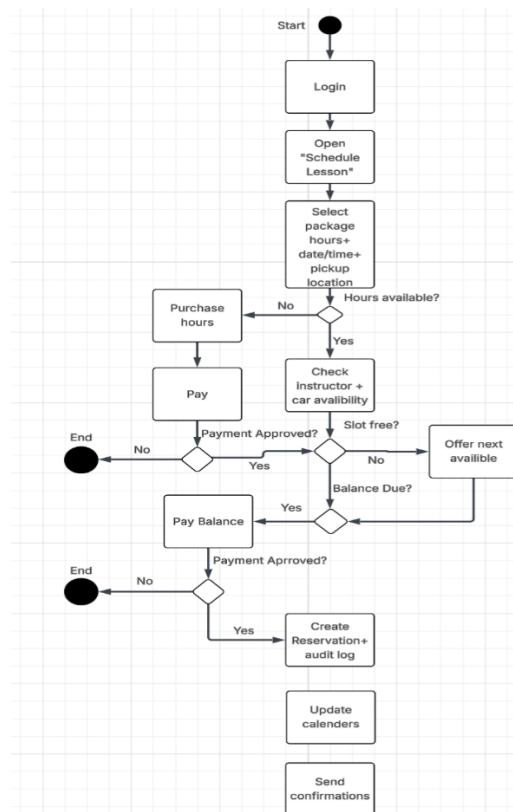 Start
Login
Open
"Schedule
Lesson"
Select
package
hours+
date/time+
pickup
location
Hours available?
No
Purchase
hours
Yes
Check
instructor +
car avalibility
Pay
Slot free?
Payment Approved?
End
No
Yes
No
Offer next
availible
Balance Due?
Yes
Pay Balance
Payment Aprroved?
End
No
Yes
Create
Reservation+
audit log
Update
calenders
Send
confirmations